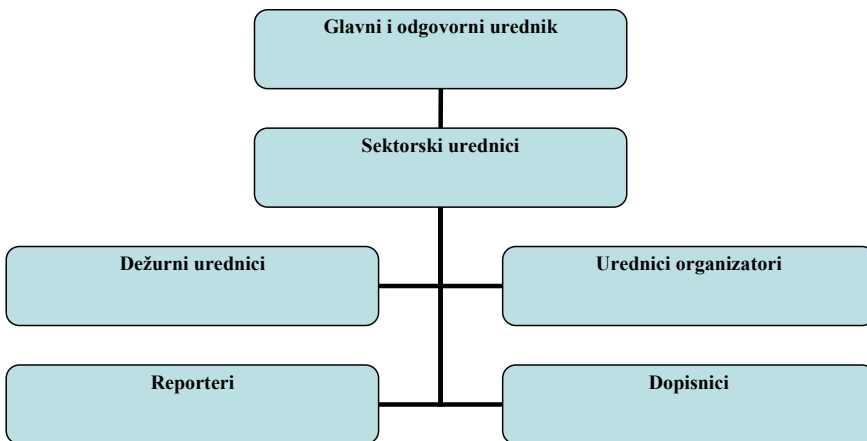 Glavni i odgovorni urednik
Sektorski urednici
Dežurni urednici
Urednici organizatori
Reporteri
Dopisnici